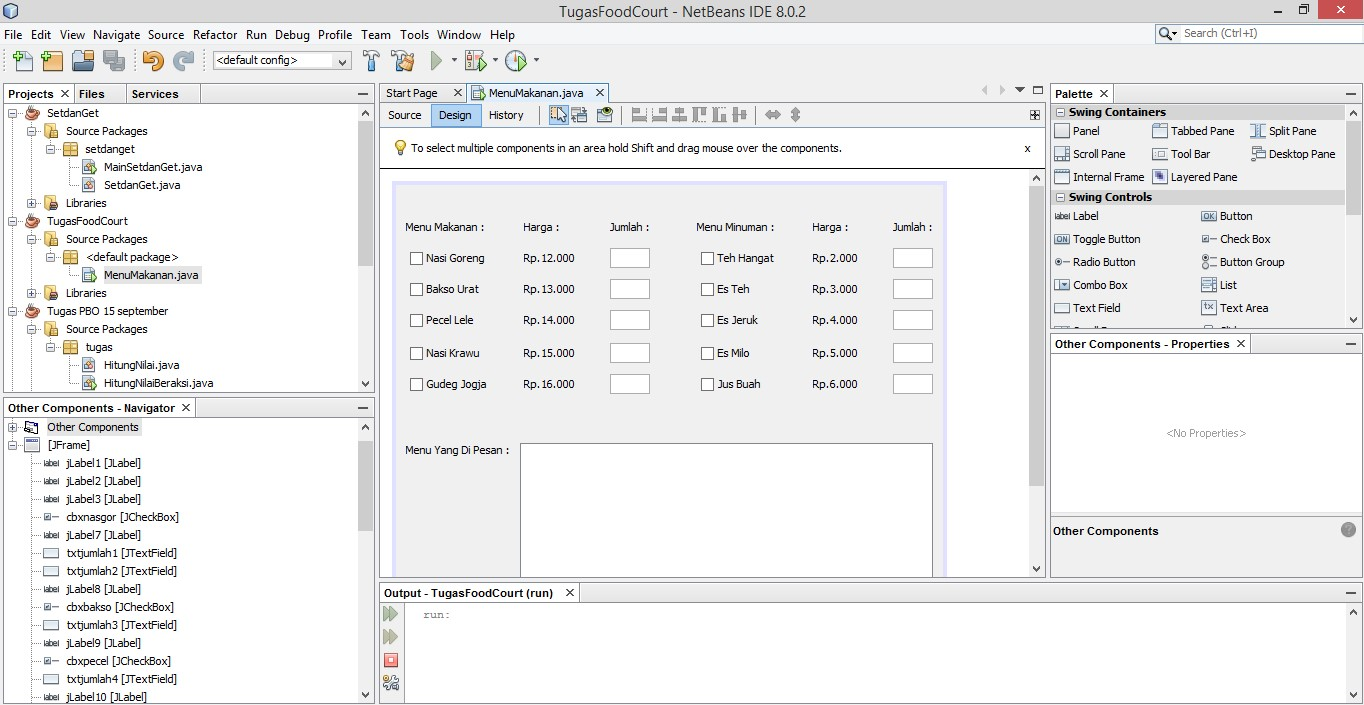 TugasFoodCourt - NetBeans IDE 8.0.2
File Edit View Navigate Source Refactor Run Debug Profile Team Tools Window Help
Search (Ctrl+I)
<default config>
Projects Files Services
SetdanGet
Source Packages
setdanget
MainSetdanGet.java
SetdanGet.java
Libraries
TugasFoodCourt
Source Packages
<default package>
MenuMakanan.java
Libraries
Tugas PBO 15 september
Source Packages
tugas
HitungNilai.java
HitungNilaiBeraksi.java
Other Components - Navigator
Other Components
[JFrame]
label jLabel1 [JLabel]
label jLabel2 [JLabel]
label jLabel3 [JLabel]
cbxnasgor [JCheckBox]
label jLabel7 [JLabel]
txtjumlah1 [JTextField]
txtjumlah2 [JTextField]
label jLabel8 [JLabel]
cbxbakso [JCheckBox]
txtjumlah3 [JTextField]
label jLabel9 [JLabel]
cbxpecel [JCheckBox]
txtjumlah4 [JTextField]
label jLabel10 [JLabel]
Start Page MenuMakanan.java
Source Design History
To select multiple components in an area hold Shift and drag mouse over the components. x
Menu Makanan : Harga : Jumlah : Menu Minuman : Harga : Jumlah :
Nasi Goreng Rp.12.000 Teh Hangat Rp.2.000
Bakso Urat Rp.13.000 Es Teh Rp.3.000
Pecel Lele Rp.14.000 Es Jeruk Rp.4.000
Nasi Krawu Rp.15.000 Es Milo Rp.5.000
Gudeg Jogja Rp.16.000 Jus Buah Rp.6.000
Menu Yang Di Pesan :
Output - TugasFoodCourt (run)
run:
Palette
Swing Containers
Panel Tabbed Pane Split Pane
Scroll Pane Tool Bar Desktop Pane
Internal Frame Layered Pane
Swing Controls
label Label OK Button
ON Toggle Button Check Box
Radio Button Button Group
Combo Box List
Text Field tx Text Area
Other Components - Properties
<No Properties>
Other Components
?